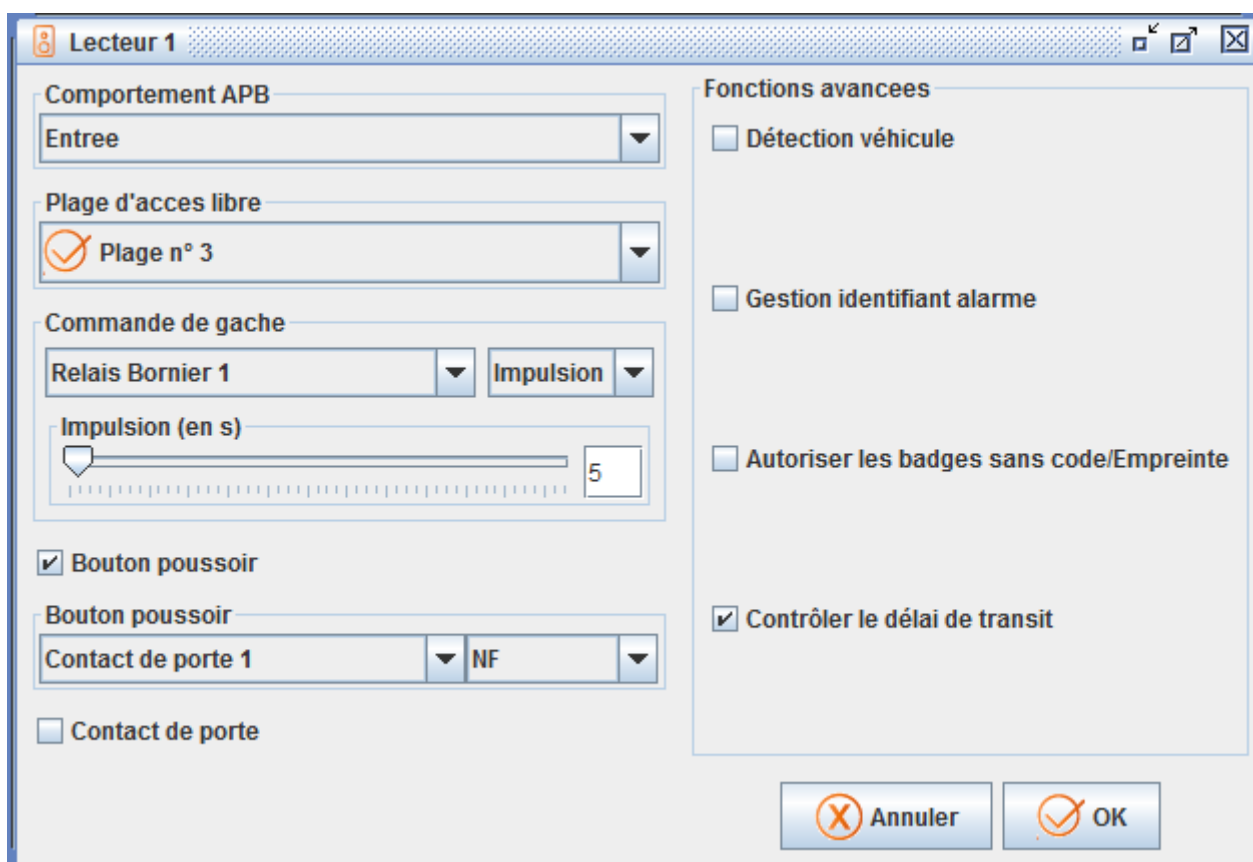 Lecteur 1
Comportement APB
Entree
Plage d'acces libre
Plage n° 3
Commande de gache
Relais Bornier 1
Impulsion
Impulsion (en s)
5
Bouton poussoir
Bouton poussoir
Contact de porte 1
NF
Contact de porte
Fonctions avancees
Détection véhicule
Gestion identifiant alarme
Autoriser les badges sans code/Empreinte
Contrôler le délai de transit
Annuler
OK